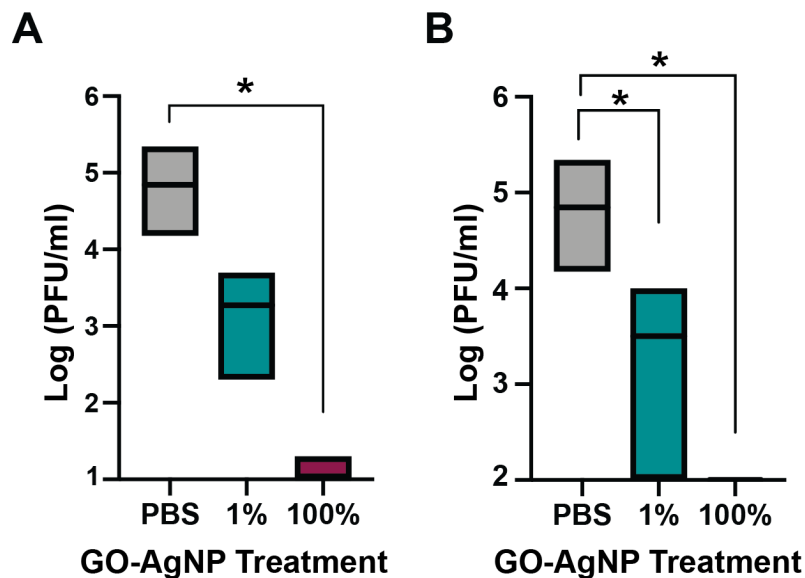 A
*
6
5
4
3
2
1
Log (PFU/ml)
PBS 1% 100%
GO-AgNP Treatment
B
*
*
6
5
4
3
2
Log (PFU/ml)
PBS 1% 100%
GO-AgNP Treatment